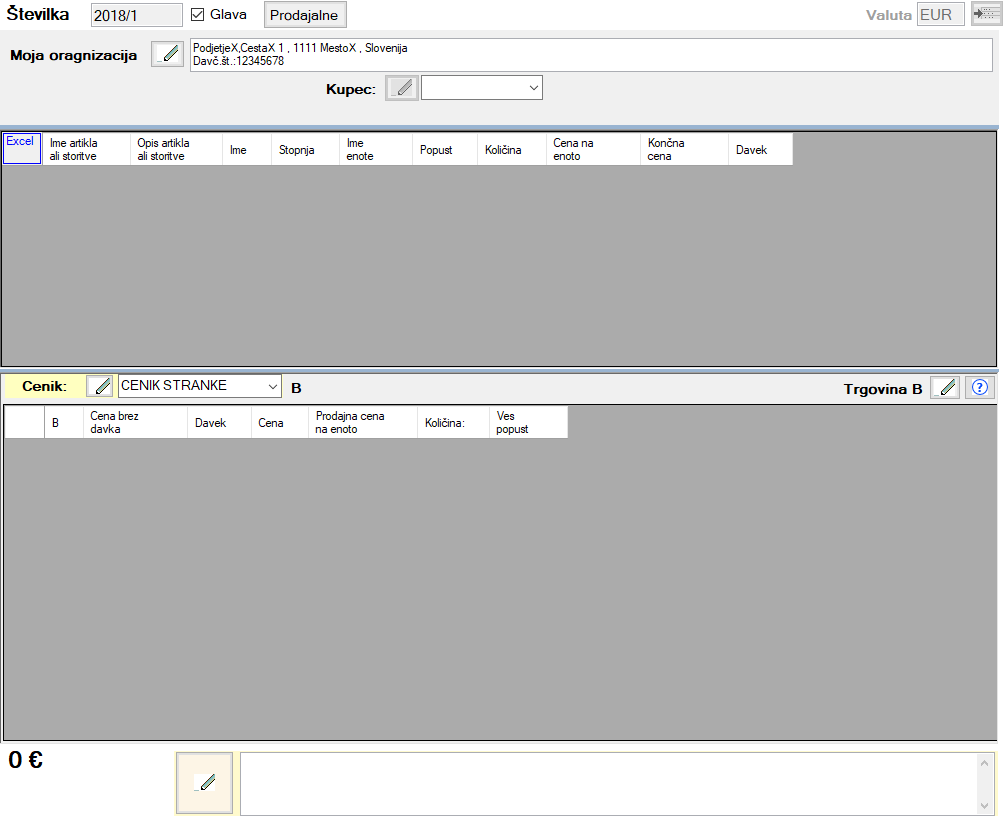 Številka 2018/1 Glava Prodajalne Valuta EUR
Moja oragnizacija PodjetjeX,CestaX 1 , 1111 MestoX , Slovenija
Davč.št.:12345678
Kupec:
Excel Ime artikla Opis artikla Ime Stopnja Ime Popust Količina Cena na Končna Davek
ali storitve ali storitve enote enoto cena
Cenik: CENIK STRANKE B Trgovina B ?
B Cena brez Davek Cena Prodajna cena Količina: Ves
davka na enoto popust
0 €